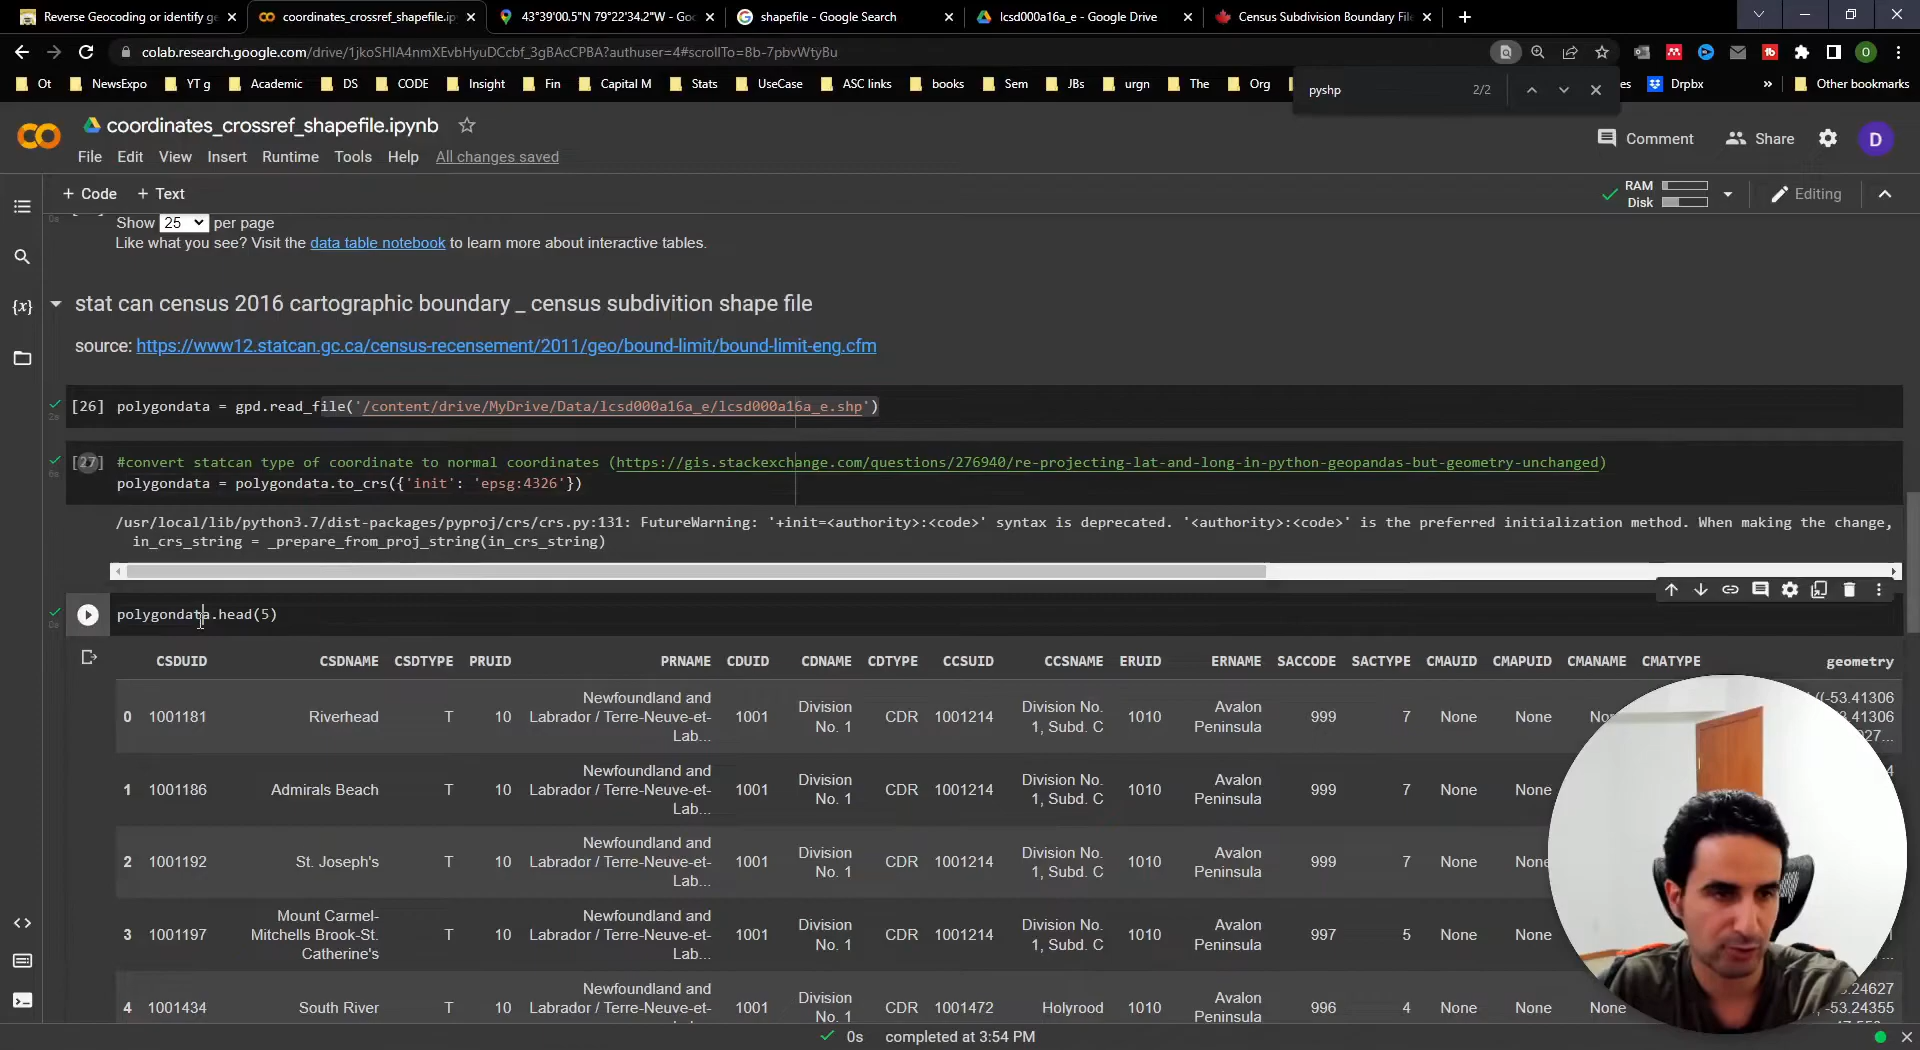 Reverse Geocoding or identify ge
coordinates_crossref_shapefile.ip
43°39'00.5"N 79°22'34.2"W - Goo
shapefile - Google Search
lcsd000a16a_e - Google Drive
Census Subdivision Boundary File
colab.research.google.com/drive/1jkoSHIA4nmXEvbHyuDCcbf_3gBAcCPBA?authuser=4#scrollTo=Bb-7pbvWtyBu
Ot NewsExpo YT g Academic DS CODE Insight Fin Capital M Stats UseCase ASC links books Sem JBs urgn The Org Drpbx » Other bookmarks
pyshp 2/2
coordinates_crossref_shapefile.ipynb
File Edit View Insert Runtime Tools Help All changes saved
Comment Share D
+ Code + Text
RAM
Disk
Editing
Show 25 per page
Like what you see? Visit the data table notebook to learn more about interactive tables.
stat can census 2016 cartographic boundary _ census subdivition shape file
source: https://www12.statcan.gc.ca/census-recensement/2011/geo/bound-limit/bound-limit-eng.cfm
[26] polygondata = gpd.read_file('/content/drive/MyDrive/Data/lcsd000a16a_e/lcsd000a16a_e.shp')
[27] #convert statcan type of coordinate to normal coordinates (https://gis.stackexchange.com/questions/276940/re-projecting-lat-and-long-in-python-geopandas-but-geometry-unchanged)
polygondata = polygondata.to_crs({'init': 'epsg:4326'})
/usr/local/lib/python3.7/dist-packages/pyproj/crs/crs.py:131: FutureWarning: '+init=<authority>:<code>' syntax is deprecated. '<authority>:<code>' is the preferred initialization method. When making the change,
in_crs_string = _prepare_from_proj_string(in_crs_string)
polygondata.head(5)
CSDUID CSDNAME CSDTYPE PRUID PRNAME CDUID CDNAME CDTYPE CCSUID CCSNAME ERUID ERNAME SACCODE SACTYPE CMAUID CMAPUID CMANAME CMATYPE geometry
0 1001181 Riverhead T 10 Newfoundland and Labrador / Terre-Neuve-et-Lab... 1001 Division No. 1 CDR 1001214 Division No. 1, Subd. C 1010 Avalon Peninsula 999 7 None None
1 1001186 Admirals Beach T 10 Newfoundland and Labrador / Terre-Neuve-et-Lab... 1001 Division No. 1 CDR 1001214 Division No. 1, Subd. C 1010 Avalon Peninsula 999 7 None None
2 1001192 St. Joseph's T 10 Newfoundland and Labrador / Terre-Neuve-et-Lab... 1001 Division No. 1 CDR 1001214 Division No. 1, Subd. C 1010 Avalon Peninsula 999 7 None None
3 1001197 Mount Carmel-Mitchells Brook-St. Catherine's T 10 Newfoundland and Labrador / Terre-Neuve-et-Lab... 1001 Division No. 1 CDR 1001214 Division No. 1, Subd. C 1010 Avalon Peninsula 997 5 None None
4 1001434 South River T 10 Newfoundland and Labrador / Terre-Neuve-et- 1001 Division No. 1 CDR 1001472 Holyrood 1010 Avalon Peninsula 996 4 None None None
0s completed at 3:54 PM